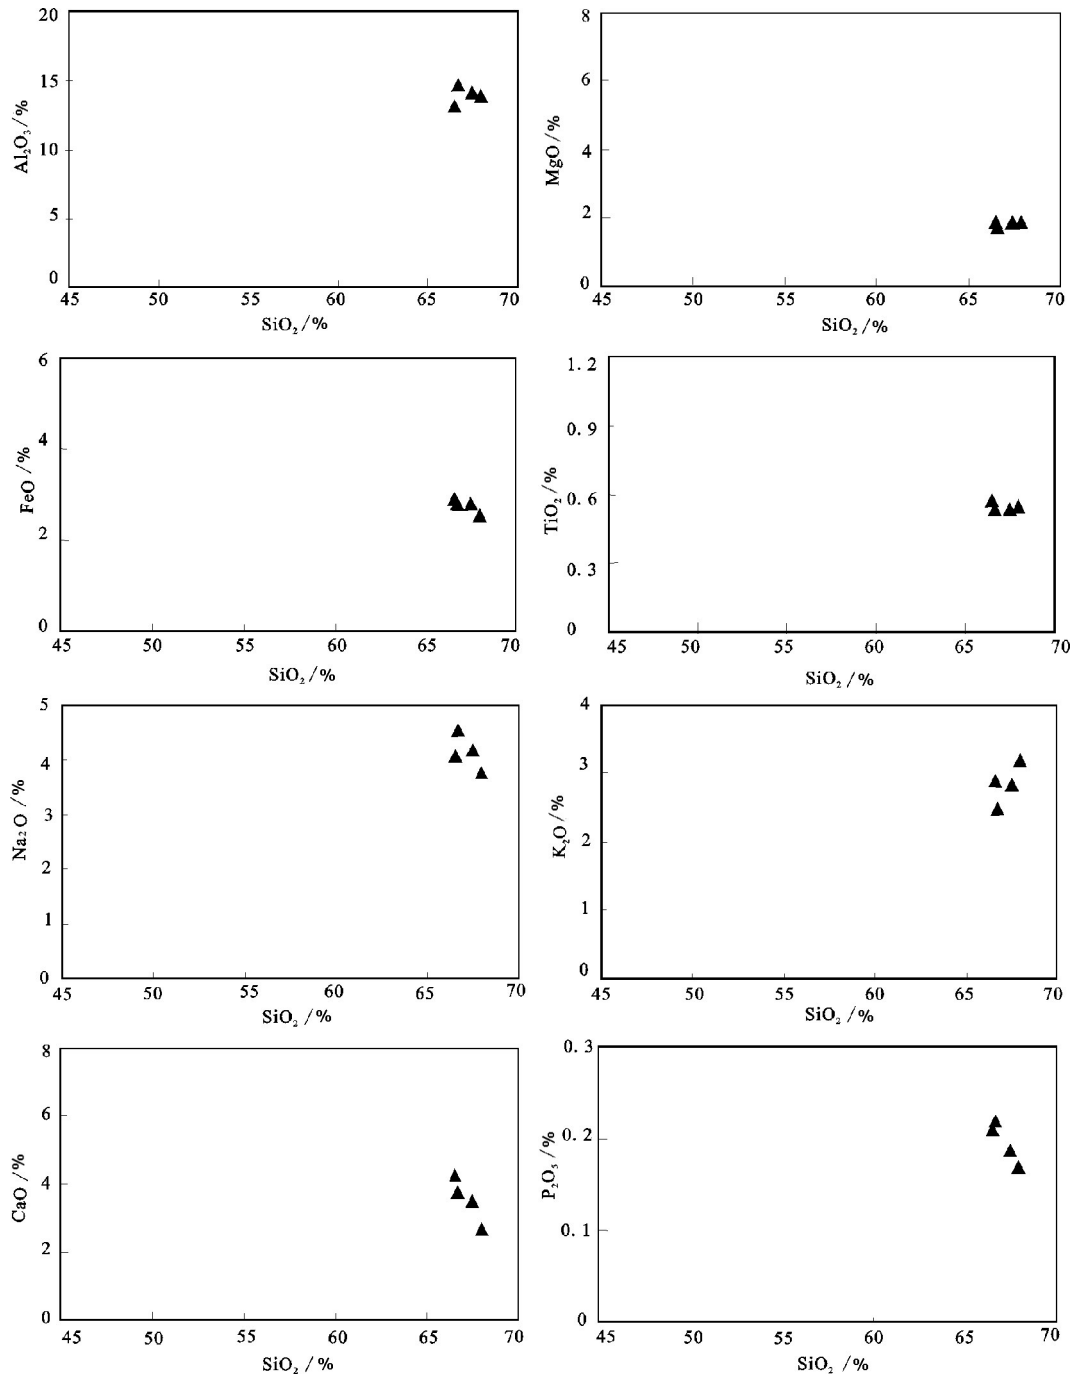 20
15
10
5
0
Al₂O₃ /%
45 50 55 60 65 70
SiO₂ /%
8
6
4
2
0
MgO /%
45 50 55 60 65 70
SiO₂ /%
6
4
2
0
FeO /%
45 50 55 60 65 70
SiO₂ /%
1.2
0.9
0.6
0.3
0
TiO₂ /%
45 50 55 60 65 70
SiO₂ /%
5
4
3
2
1
0
Na₂O /%
45 50 55 60 65 70
SiO₂ /%
4
3
2
1
0
K₂O /%
45 50 55 60 65 70
SiO₂ /%
8
6
4
2
0
CaO /%
45 50 55 60 65 70
SiO₂ /%
0.3
0.2
0.1
0
P₂O₅ /%
45 50 55 60 65 70
SiO₂ /%